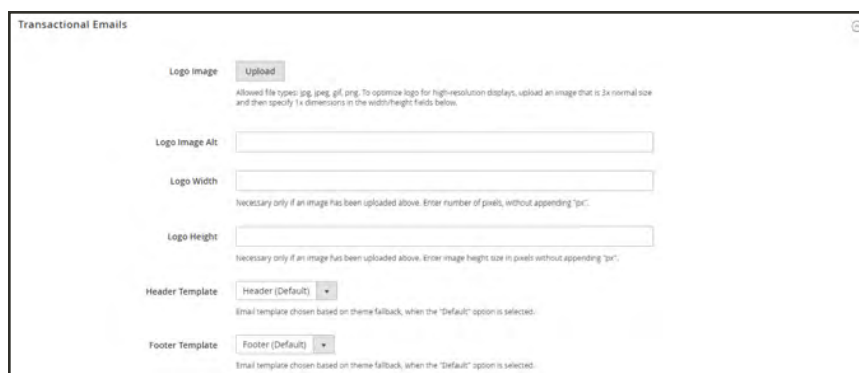 Transactional Emails
Logo Image
Upload
Allowed file types: jpg, jpeg, gif, png. To optimize logo for high-resolution displays, upload an image that is 3x normal size
and then specify 1x dimensions in the width/height fields below.
Logo Image Alt
Logo Width
Necessary only if an image has been uploaded above. Enter number of pixels, without appending "px".
Logo Height
Necessary only if an image has been uploaded above. Enter image height size in pixels without appending "px".
Header Template
Header (Default)
Email template chosen based on theme fallback, when the "Default" option is selected.
Footer Template
Footer (Default)
Email template chosen based on theme fallback, when the "Default" option is selected.